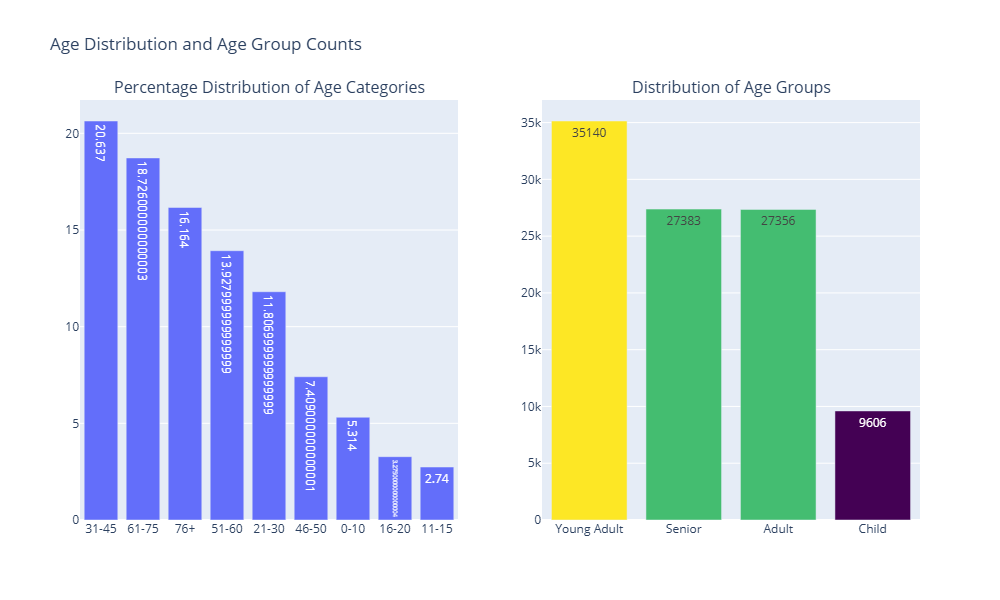 Age Distribution and Age Group Counts
Percentage Distribution of Age Categories
20
15
10
5
0
20.637
18.726000000000003
16.164
13.927999999999999
11.806999999999999
7.409000000000001
5.314
3.2750000000000004
2.74
31-45 61-75 76+ 51-60 21-30 46-50 0-10 16-20 11-15
Distribution of Age Groups
35k
30k
25k
20k
15k
10k
5k
0
35140
27383
27356
9606
Young Adult Senior Adult Child